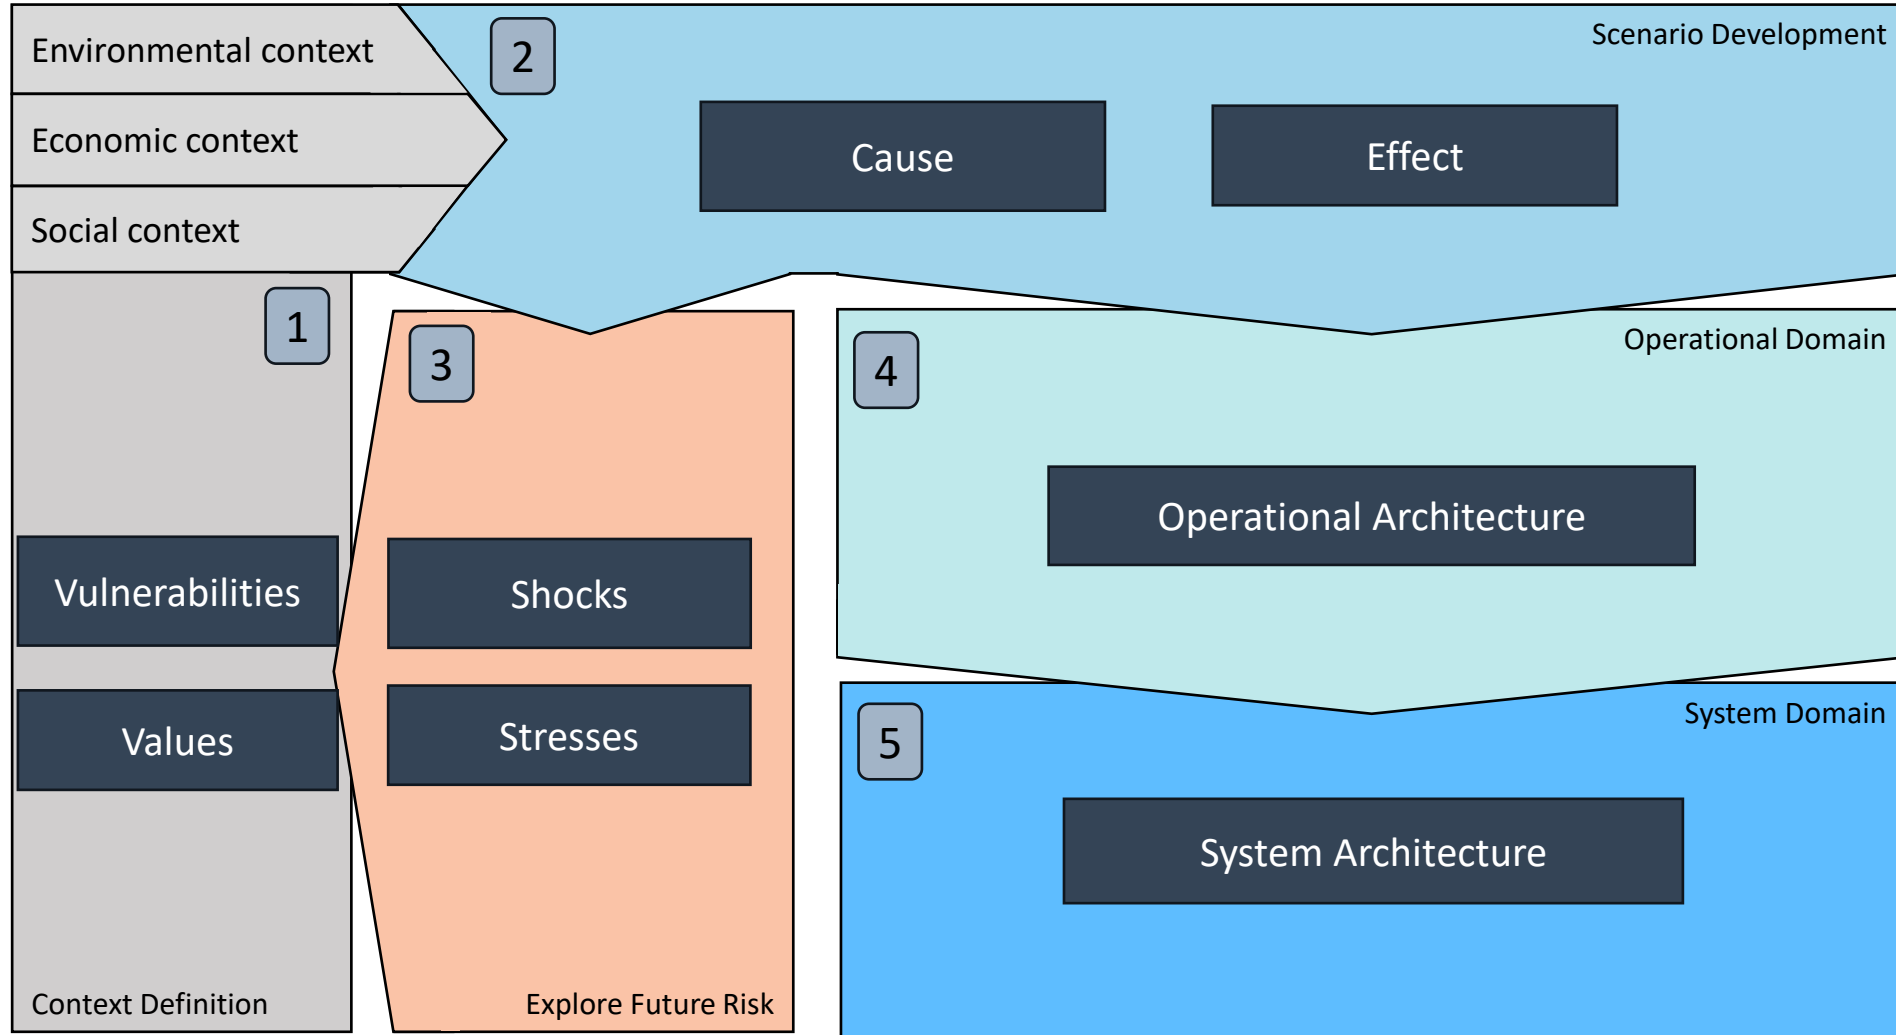 Environmental context
Economic context
Social context
2
Scenario Development
Cause
Effect
1
Vulnerabilities
Values
Context Definition
3
Shocks
Stresses
Explore Future Risk
4
Operational Domain
Operational Architecture
5
System Domain
System Architecture